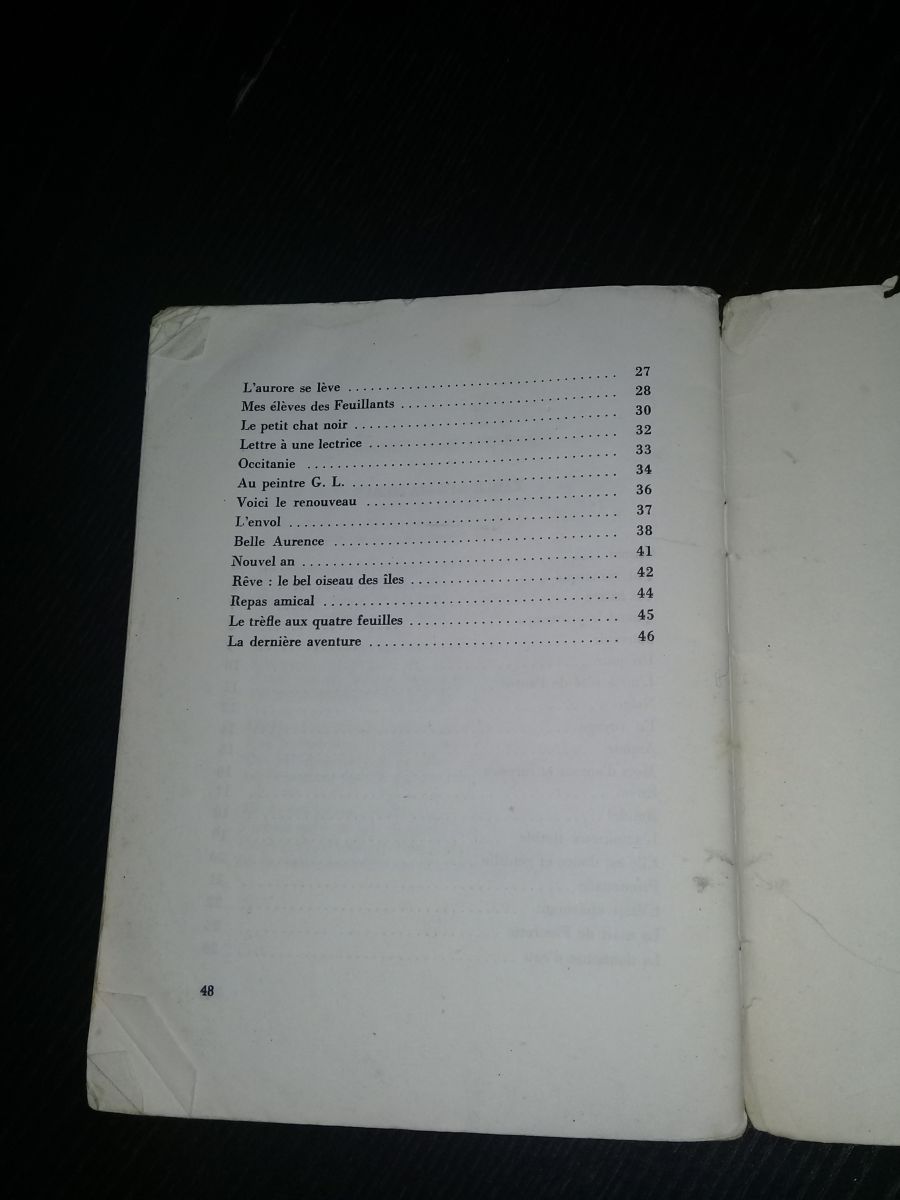 L'aurore se lève ........................................ 27
Mes élèves des Feuillants ........................................ 28
Le petit chat noir ........................................ 30
Lettre à une lectrice ........................................ 32
Occitanie ........................................ 33
Au peintre G. L. ........................................ 34
Voici le renouveau ........................................ 36
L'envol ........................................ 37
Belle Aurence ........................................ 38
Nouvel an ........................................ 41
Rêve : le bel oiseau des îles ........................................ 42
Repas amical ........................................ 44
Le trèfle aux quatre feuilles ........................................ 45
La dernière aventure ........................................ 46
48